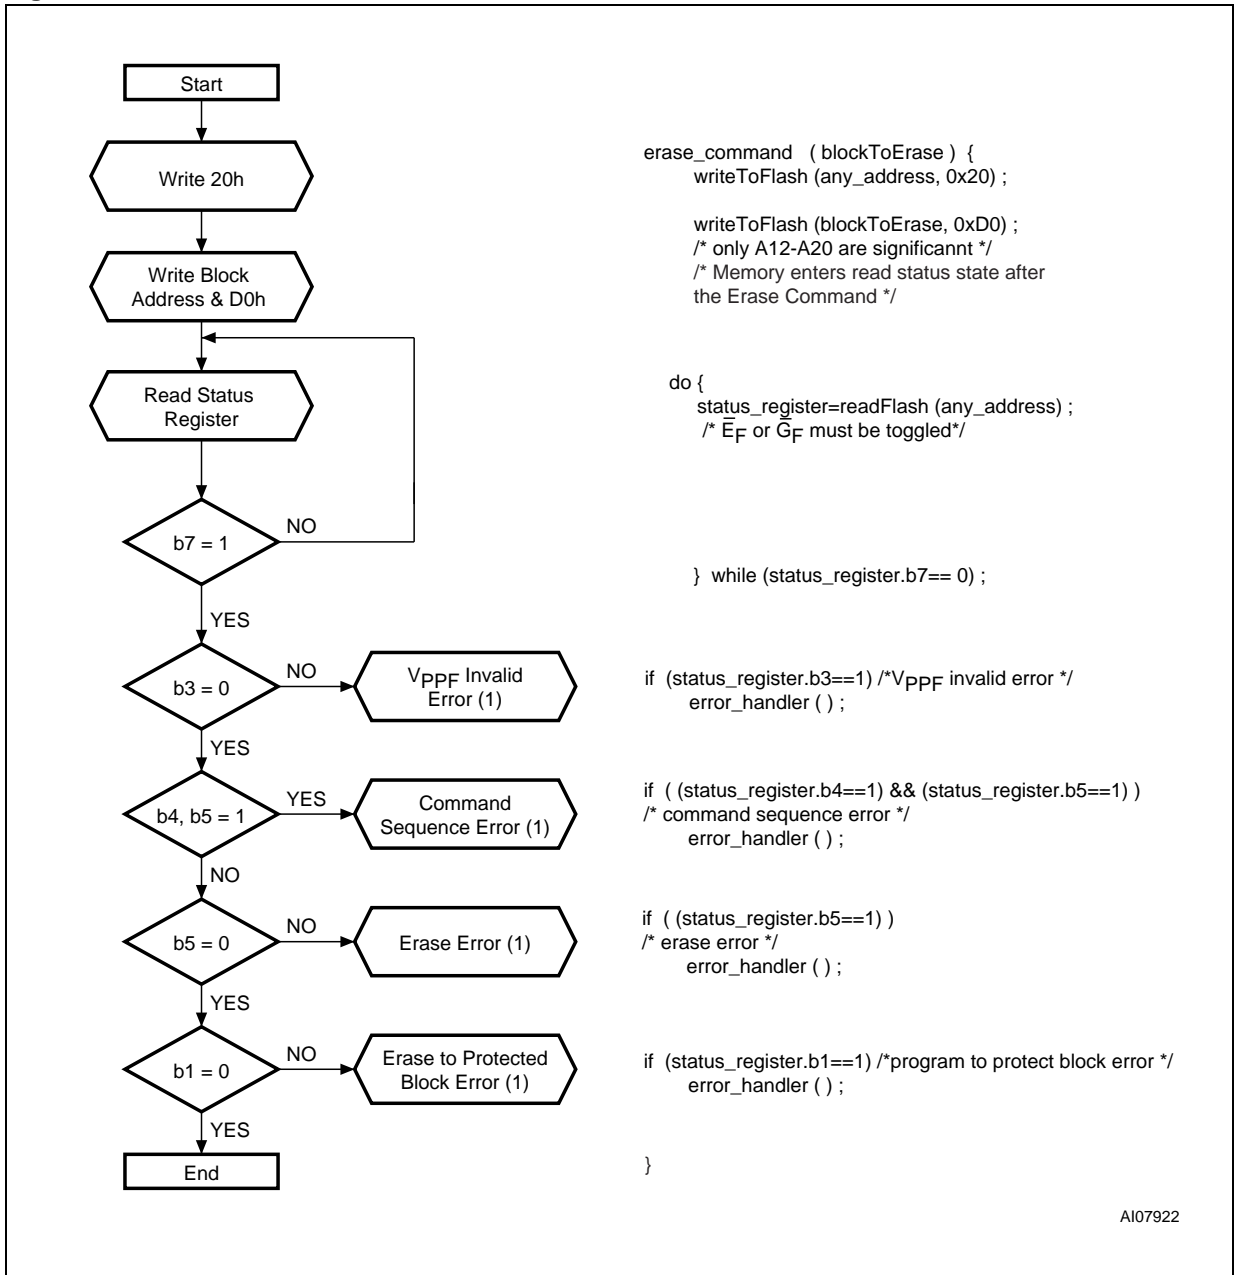 Start
Write 20h
Write Block
Address & D0h
Read Status
Register
b7 = 1
NO
YES
b3 = 0
NO
VPPF Invalid
Error (1)
YES
b4, b5 = 1
YES
Command
Sequence Error (1)
NO
b5 = 0
NO
Erase Error (1)
YES
b1 = 0
NO
Erase to Protected
Block Error (1)
YES
End
erase_command ( blockToErase ) {
writeToFlash (any_address, 0x20) ;
writeToFlash (blockToErase, 0xD0) ;
/* only A12-A20 are significannt */
/* Memory enters read status state after
the Erase Command */
do {
status_register=readFlash (any_address) ;
/* E̅F or G̅F must be toggled*/
} while (status_register.b7== 0) ;
if (status_register.b3==1) /*VPPF invalid error */
error_handler ( ) ;
if ( (status_register.b4==1) && (status_register.b5==1) )
/* command sequence error */
error_handler ( ) ;
if ( (status_register.b5==1) )
/* erase error */
error_handler ( ) ;
if (status_register.b1==1) /*program to protect block error */
error_handler ( ) ;
}
AI07922